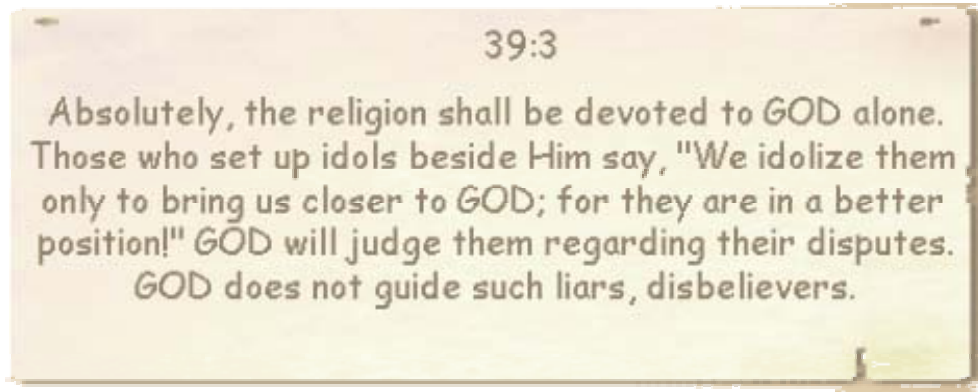 39:3
Absolutely, the religion shall be devoted to GOD alone.
Those who set up idols beside Him say, "We idolize them
only to bring us closer to GOD; for they are in a better
position!" GOD will judge them regarding their disputes.
GOD does not guide such liars, disbelievers.